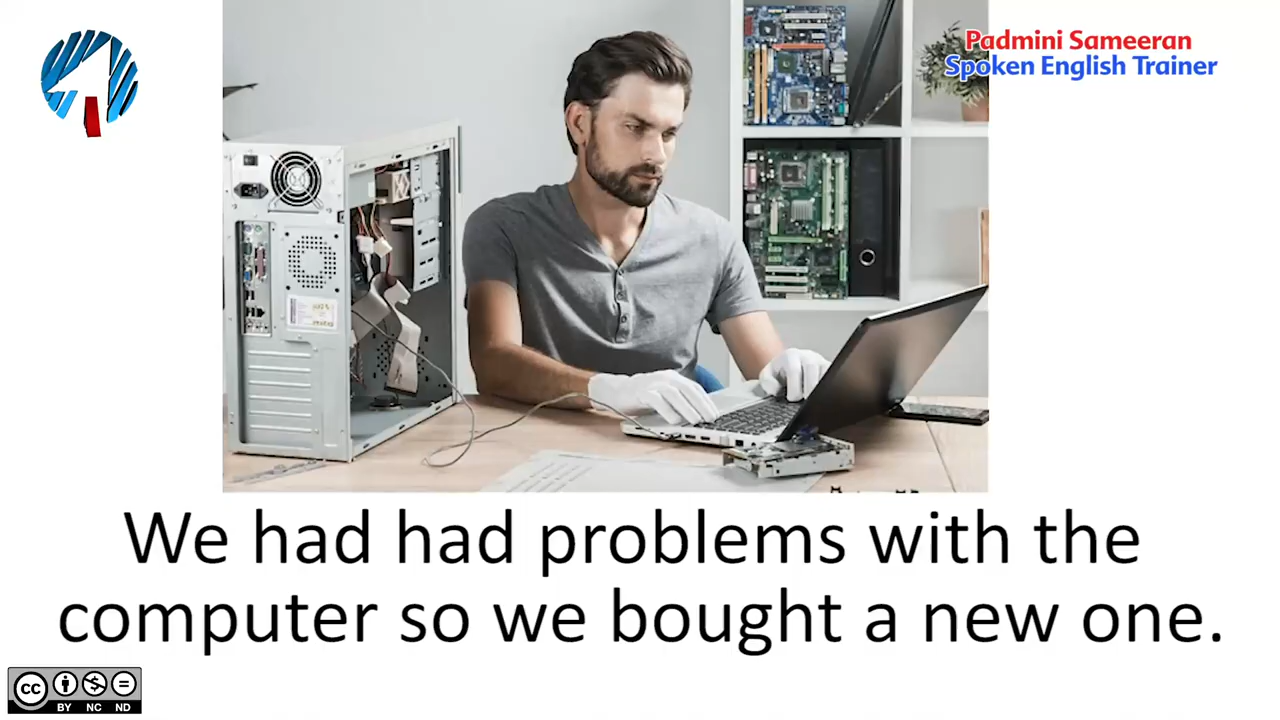 Padmini Sameeran
Spoken English Trainer
We had had problems with the
computer so we bought a new one.
cc
BY NC ND